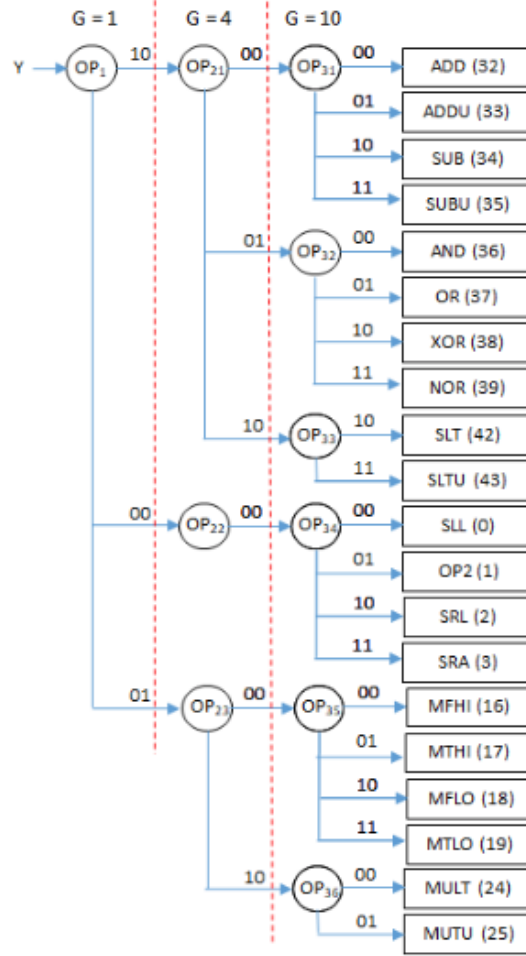 G = 1 G = 4 G = 10
Y OP1 10 OP21 00 OP31 00 ADD (32)
01 ADDU (33)
10 SUB (34)
11 SUBU (35)
01 OP32 00 AND (36)
01 OR (37)
10 XOR (38)
11 NOR (39)
10 OP33 10 SLT (42)
11 SLTU (43)
00 OP22 00 OP34 00 SLL (0)
01 OP2 (1)
10 SRL (2)
11 SRA (3)
01 OP23 00 OP35 00 MFHI (16)
01 MTHI (17)
10 MFLO (18)
11 MTLO (19)
10 OP36 00 MULT (24)
01 MUTU (25)